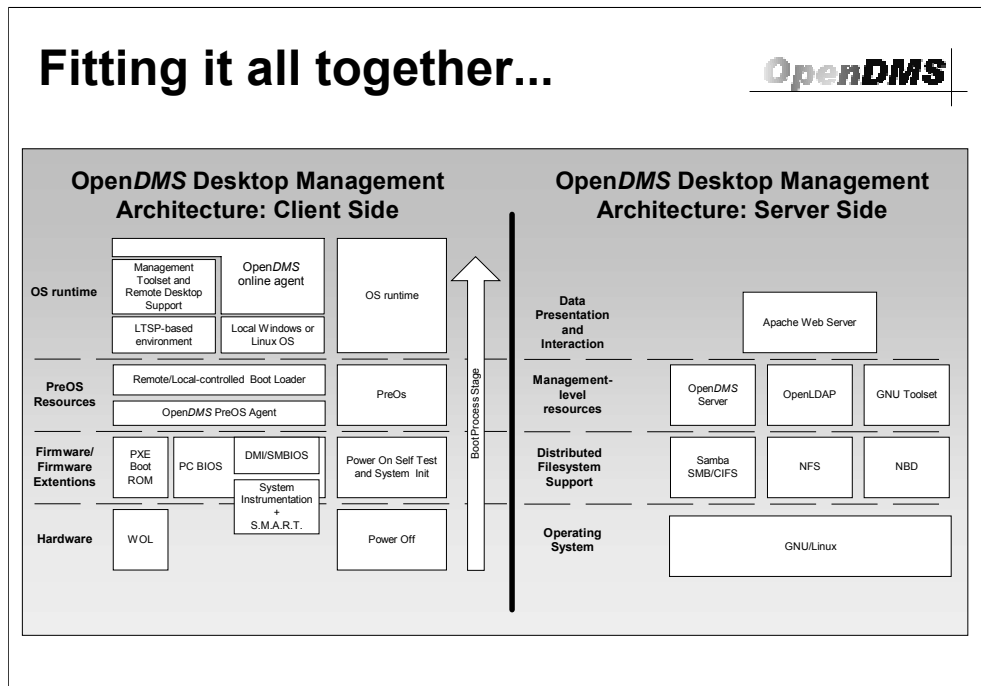 Fitting it all together...
OpenDMS
OpenDMS Desktop Management
Architecture: Client Side
OS runtime
Management
Toolset and
Remote Desktop
Support
OpenDMS
online agent
LTSP-based
environment
Local Windows or
Linux OS
OS runtime
PreOS
Resources
Remote/Local-controlled Boot Loader
OpenDMS PreOS Agent
PreOs
Firmware/
Firmware
Extentions
PXE
Boot
ROM
PC BIOS
DMI/SMBIOS
System
Instrumentation
+
S.M.A.R.T.
Power On Self Test
and System Init
Hardware
WOL
Power Off
Boot Process Stage
OpenDMS Desktop Management
Architecture: Server Side
Data
Presentation
and
Interaction
Apache Web Server
Management-
level
resources
OpenDMS
Server
OpenLDAP
GNU Toolset
Distributed
Filesystem
Support
Samba
SMB/CIFS
NFS
NBD
Operating
System
GNU/Linux